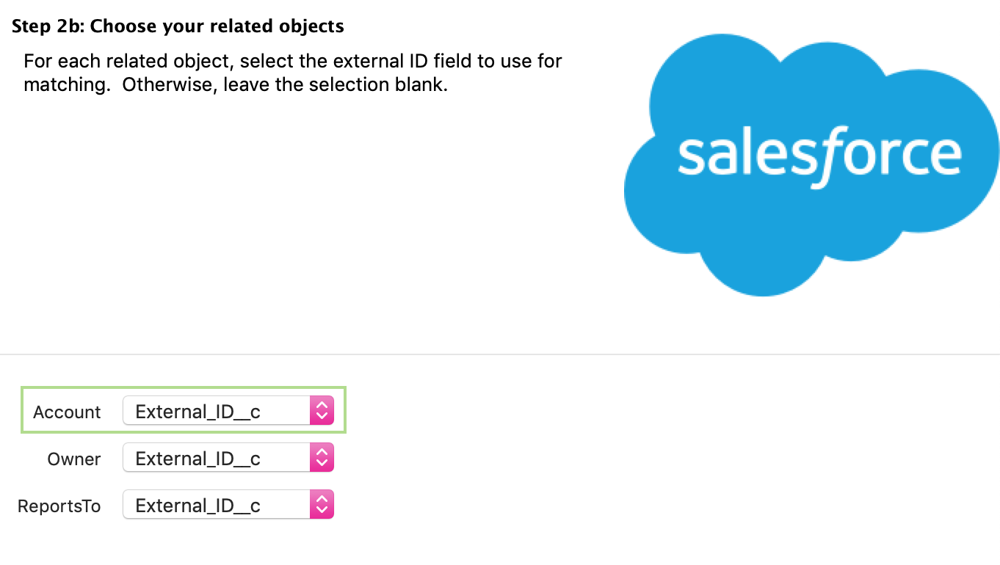 Step 2b: Choose your related objects
For each related object, select the external ID field to use for
matching.  Otherwise, leave the selection blank.
salesforce
Account External_ID__c
Owner External_ID__c
ReportsTo External_ID__c